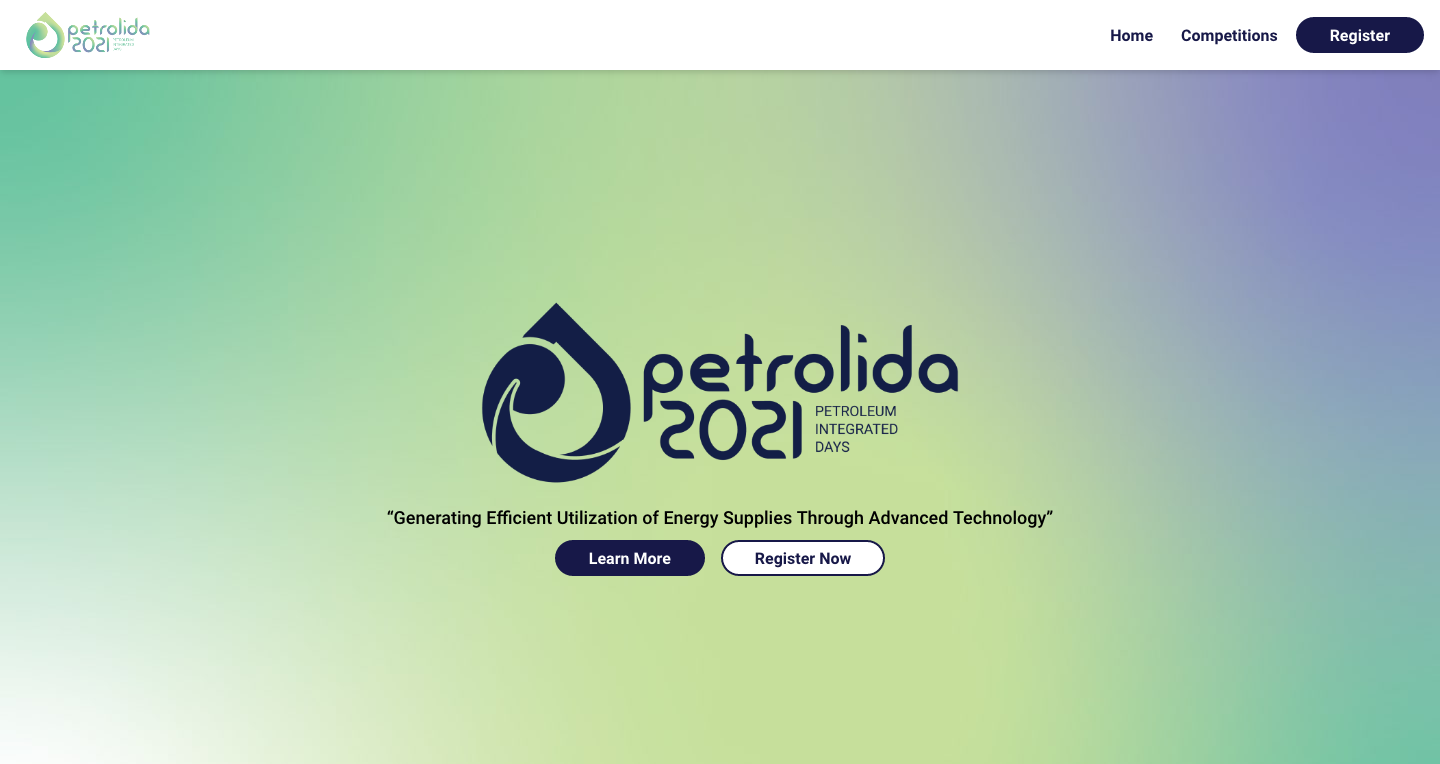 petrolida
2021
Home
Competitions
Register
petrolida
2021
PETROLEUM
INTEGRATED
DAYS
“Generating Efficient Utilization of Energy Supplies Through Advanced Technology”
Learn More
Register Now